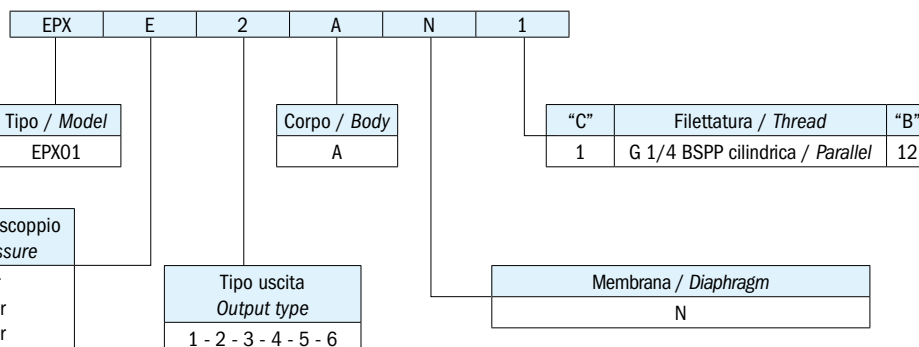 EPX E 2 A N 1
Tipo / Model
EPX01
Corpo / Body
A
"C" Filettatura / Thread "B"
1 G 1/4 BSPP cilindrica / Parallel 12
scoppio
Tipo uscita
Output type
1 - 2 - 3 - 4 - 5 - 6
Membrana / Diaphragm
N